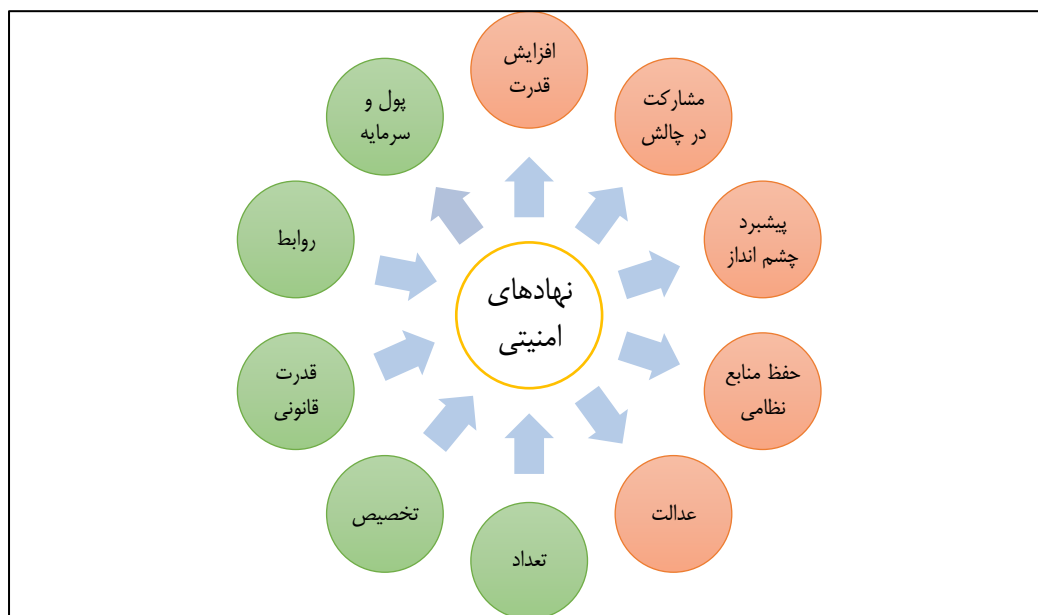 افزایش
قدرت
مشارکت
در چالش
پیشبرد
چشم انداز
حفظ منابع
نظامی
عدالت
تعداد
تخصیص
قدرت
قانونی
روابط
پول و
سرمایه
نهادهای
امنیتی